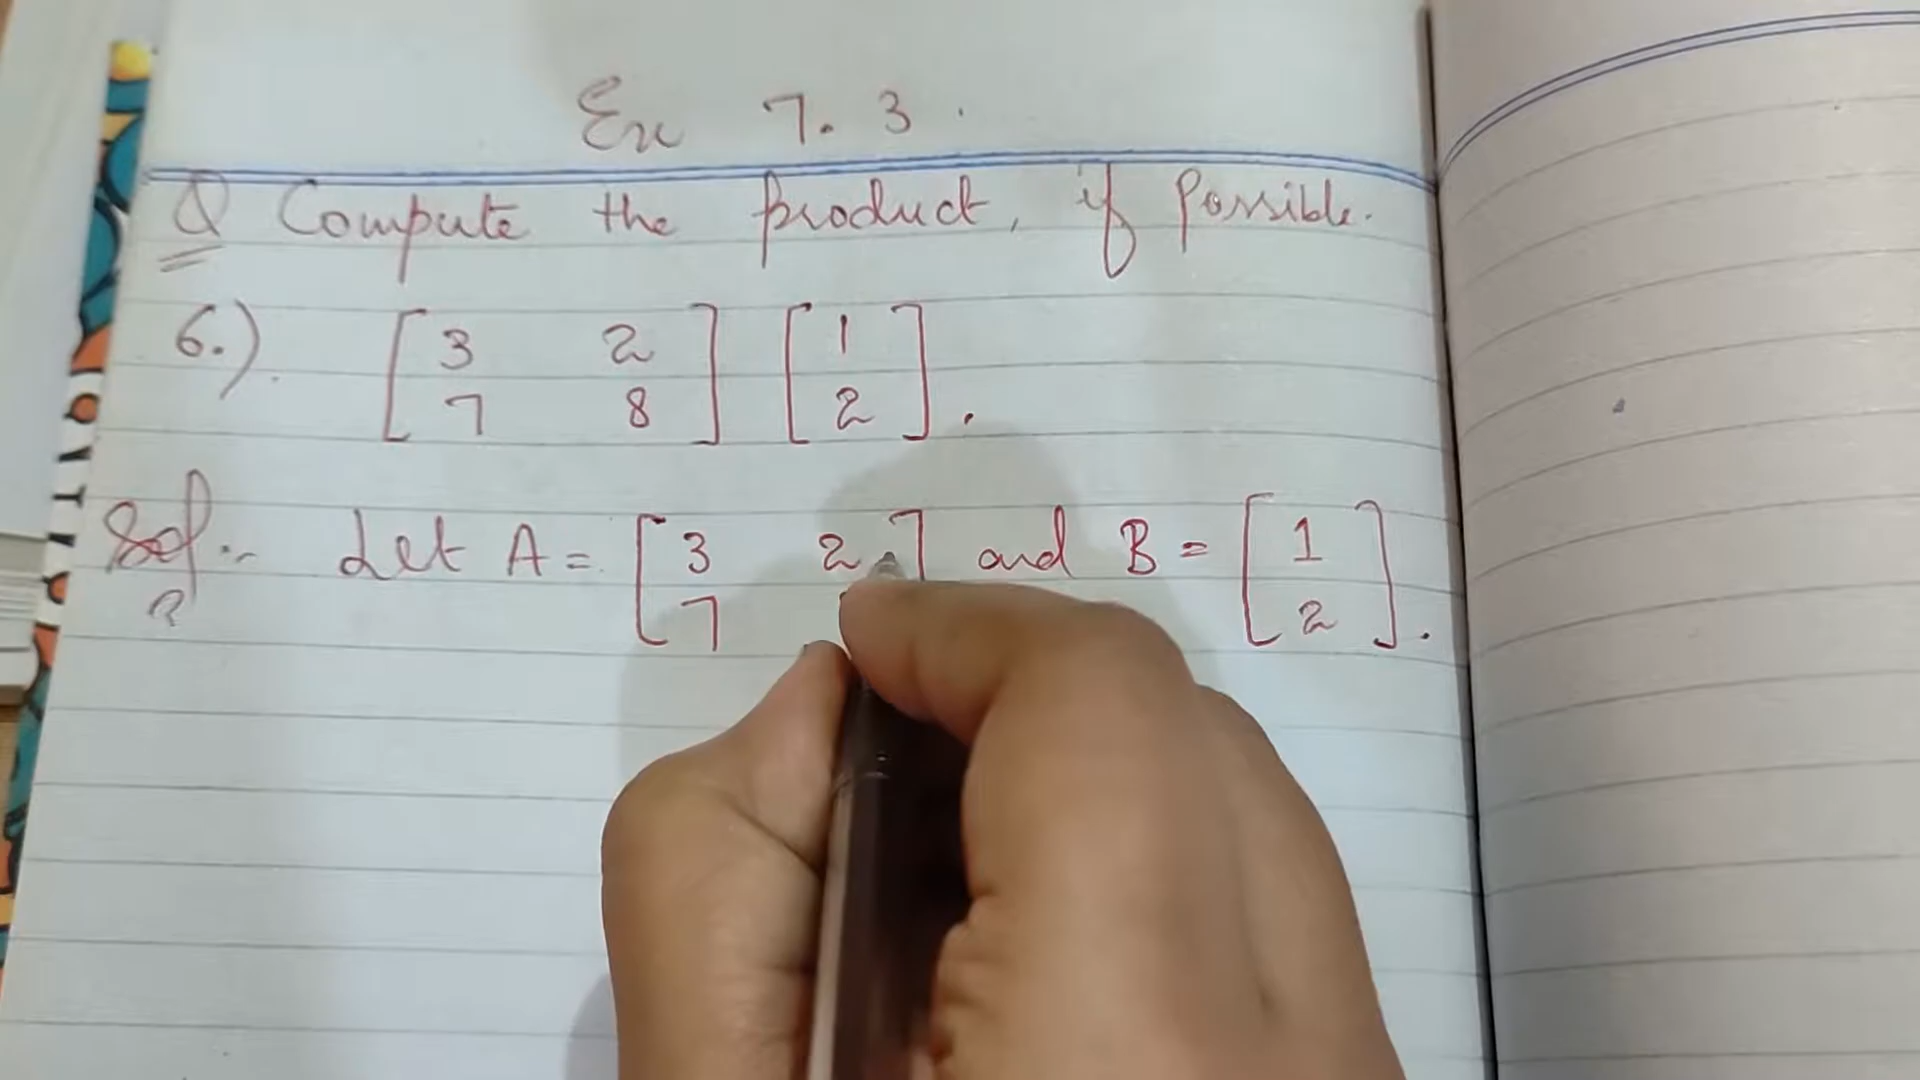 Ex 7.3.
Q Compute the product, if Possible.
6.) [ 3 2 ] [ 1 ]
[ 7 8 ] [ 2 ].
Sol:- Let A = [ 3 2 ] and B = [ 1 ]
[ 7 [ 2 ].